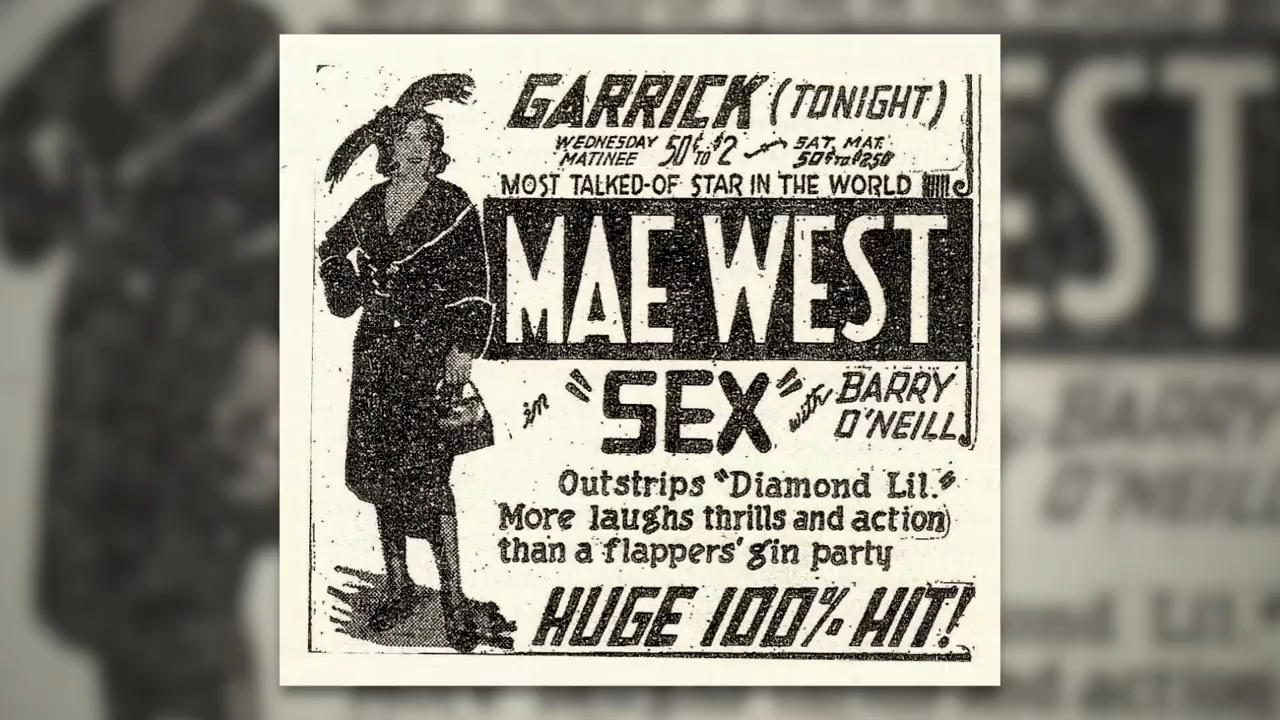 GARRICK (TONIGHT)
WEDNESDAY MATINEE 50¢ TO $2 SAT. MAT. 50¢ TO $2.50
MOST TALKED-OF STAR IN THE WORLD
MAE WEST
in "SEX" with BARRY O'NEILL
Outstrips "Diamond Lil."
More laughs thrills and action
than a flappers' gin party
HUGE 100% HIT!